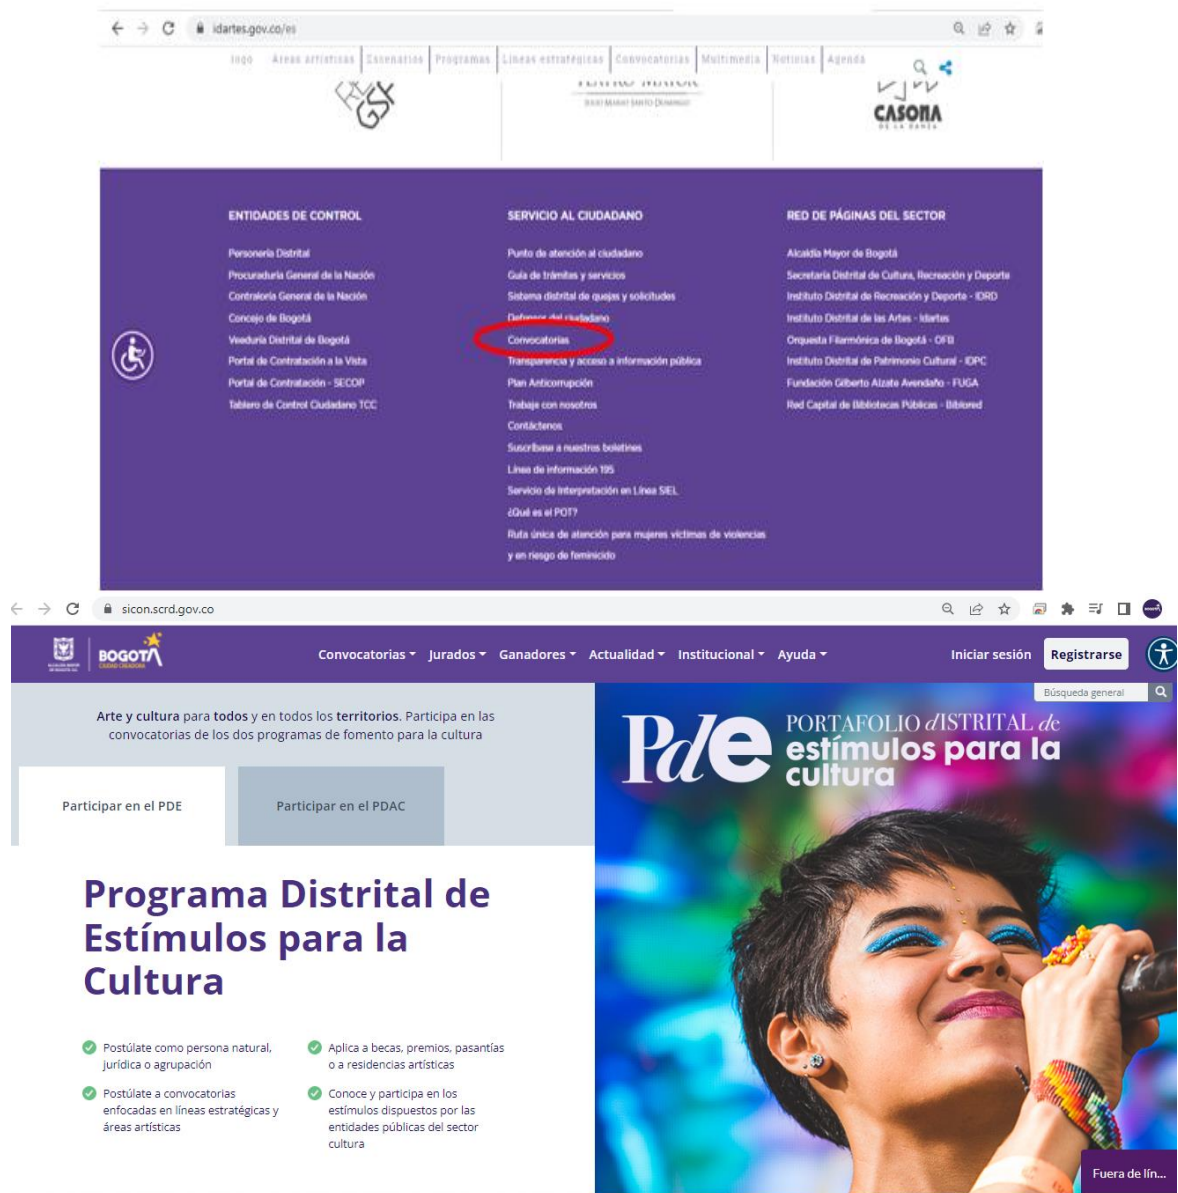 idartes.gov.co/es
logo Áreas artísticas Escenarios Programas Líneas estratégicas Convocatorias Multimedia Noticias Agenda
TEATRO MAYOR
JULIO MARIO SANTO DOMINGO
CASONA
DE LA DANZA
ENTIDADES DE CONTROL
Personería Distrital
Procuraduría General de la Nación
Contraloría General de la Nación
Concejo de Bogotá
Veeduría Distrital de Bogotá
Portal de Contratación a la Vista
Portal de Contratación - SECOP
Tablero de Control Ciudadano TCC
SERVICIO AL CIUDADANO
Punto de atención al ciudadano
Guía de trámites y servicios
Sistema distrital de quejas y solicitudes
Defensor del ciudadano
Convocatorias
Transparencia y acceso a información pública
Plan Anticorrupción
Trabaje con nosotros
Contáctenos
Suscríbase a nuestros boletines
Línea de información 195
Servicio de Interpretación en Línea SIEL
¿Qué es el POT?
Ruta única de atención para mujeres víctimas de violencias
y en riesgo de feminicidio
RED DE PÁGINAS DEL SECTOR
Alcaldía Mayor de Bogotá
Secretaría Distrital de Cultura, Recreación y Deporte
Instituto Distrital de Recreación y Deporte - IDRD
Instituto Distrital de las Artes - Idartes
Orquesta Filarmónica de Bogotá - OFB
Instituto Distrital de Patrimonio Cultural - IDPC
Fundación Gilberto Alzate Avendaño - FUGA
Red Capital de Bibliotecas Públicas - Biblored
sicon.scrd.gov.co
BOGOTÁ
Convocatorias Jurados Ganadores Actualidad Institucional Ayuda Iniciar sesión Registrarse
Búsqueda general
Arte y cultura para todos y en todos los territorios. Participa en las
convocatorias de los dos programas de fomento para la cultura
Participar en el PDE
Participar en el PDAC
Programa Distrital de
Estímulos para la
Cultura
Postúlate como persona natural,
jurídica o agrupación
Aplica a becas, premios, pasantías
o a residencias artísticas
Postúlate a convocatorias
enfocadas en líneas estratégicas y
áreas artísticas
Conoce y participa en los
estímulos dispuestos por las
entidades públicas del sector
cultura
Pde PORTAFOLIO dISTRITAL de
estímulos para la
cultura
Fuera de lín...